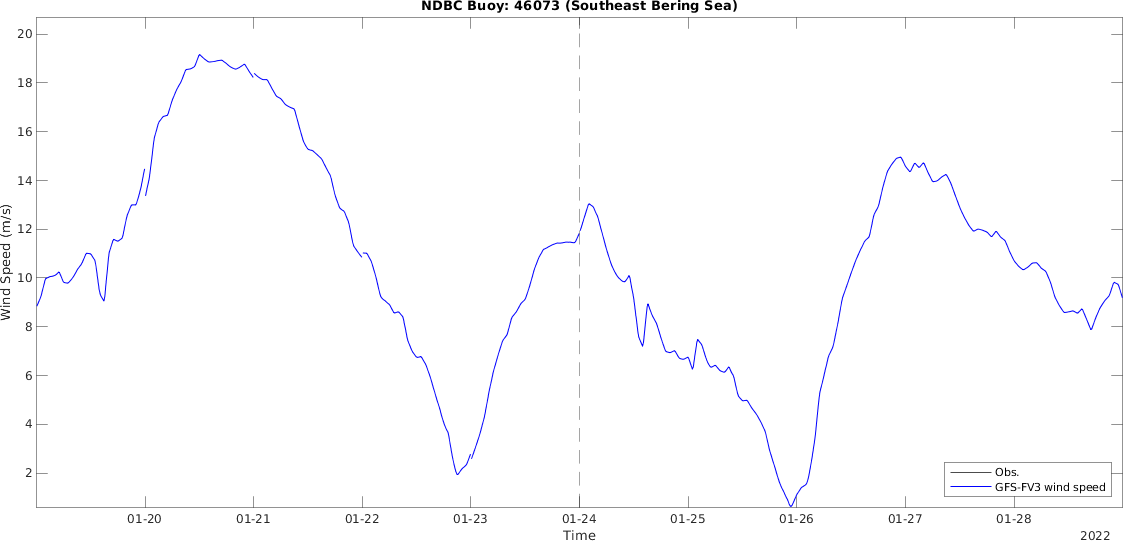 NDBC Buoy: 46073 (Southeast Bering Sea)
20
18
16
14
12
10
8
6
4
2
Wind Speed (m/s)
Obs.
GFS-FV3 wind speed
01-20 01-21 01-22 01-23 01-24 01-25 01-26 01-27 01-28
Time
2022